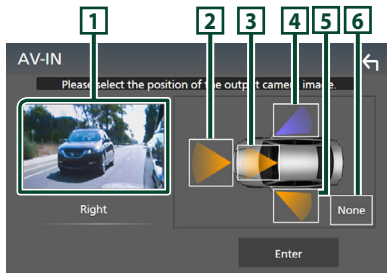 1 2 3 4 5 6
AV-IN
Please select the position of the output camera image.
Right
None
Enter